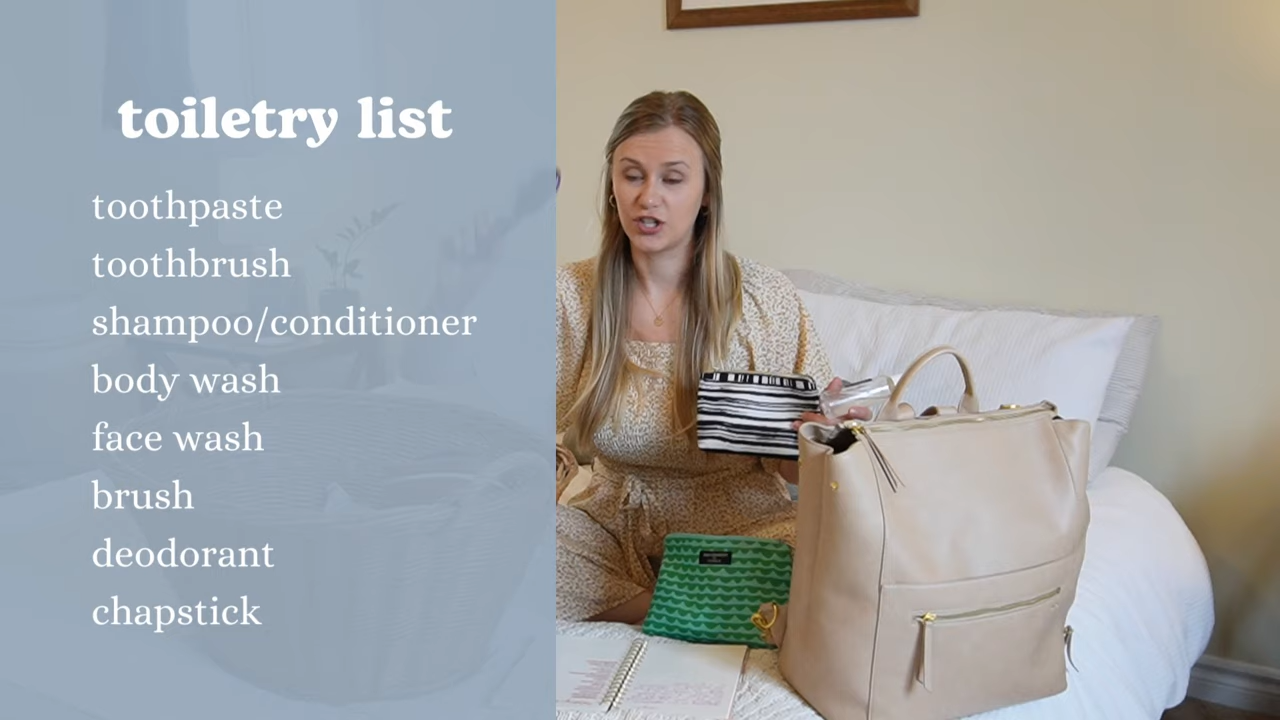 toiletry list
toothpaste
toothbrush
shampoo/conditioner
body wash
face wash
brush
deodorant
chapstick